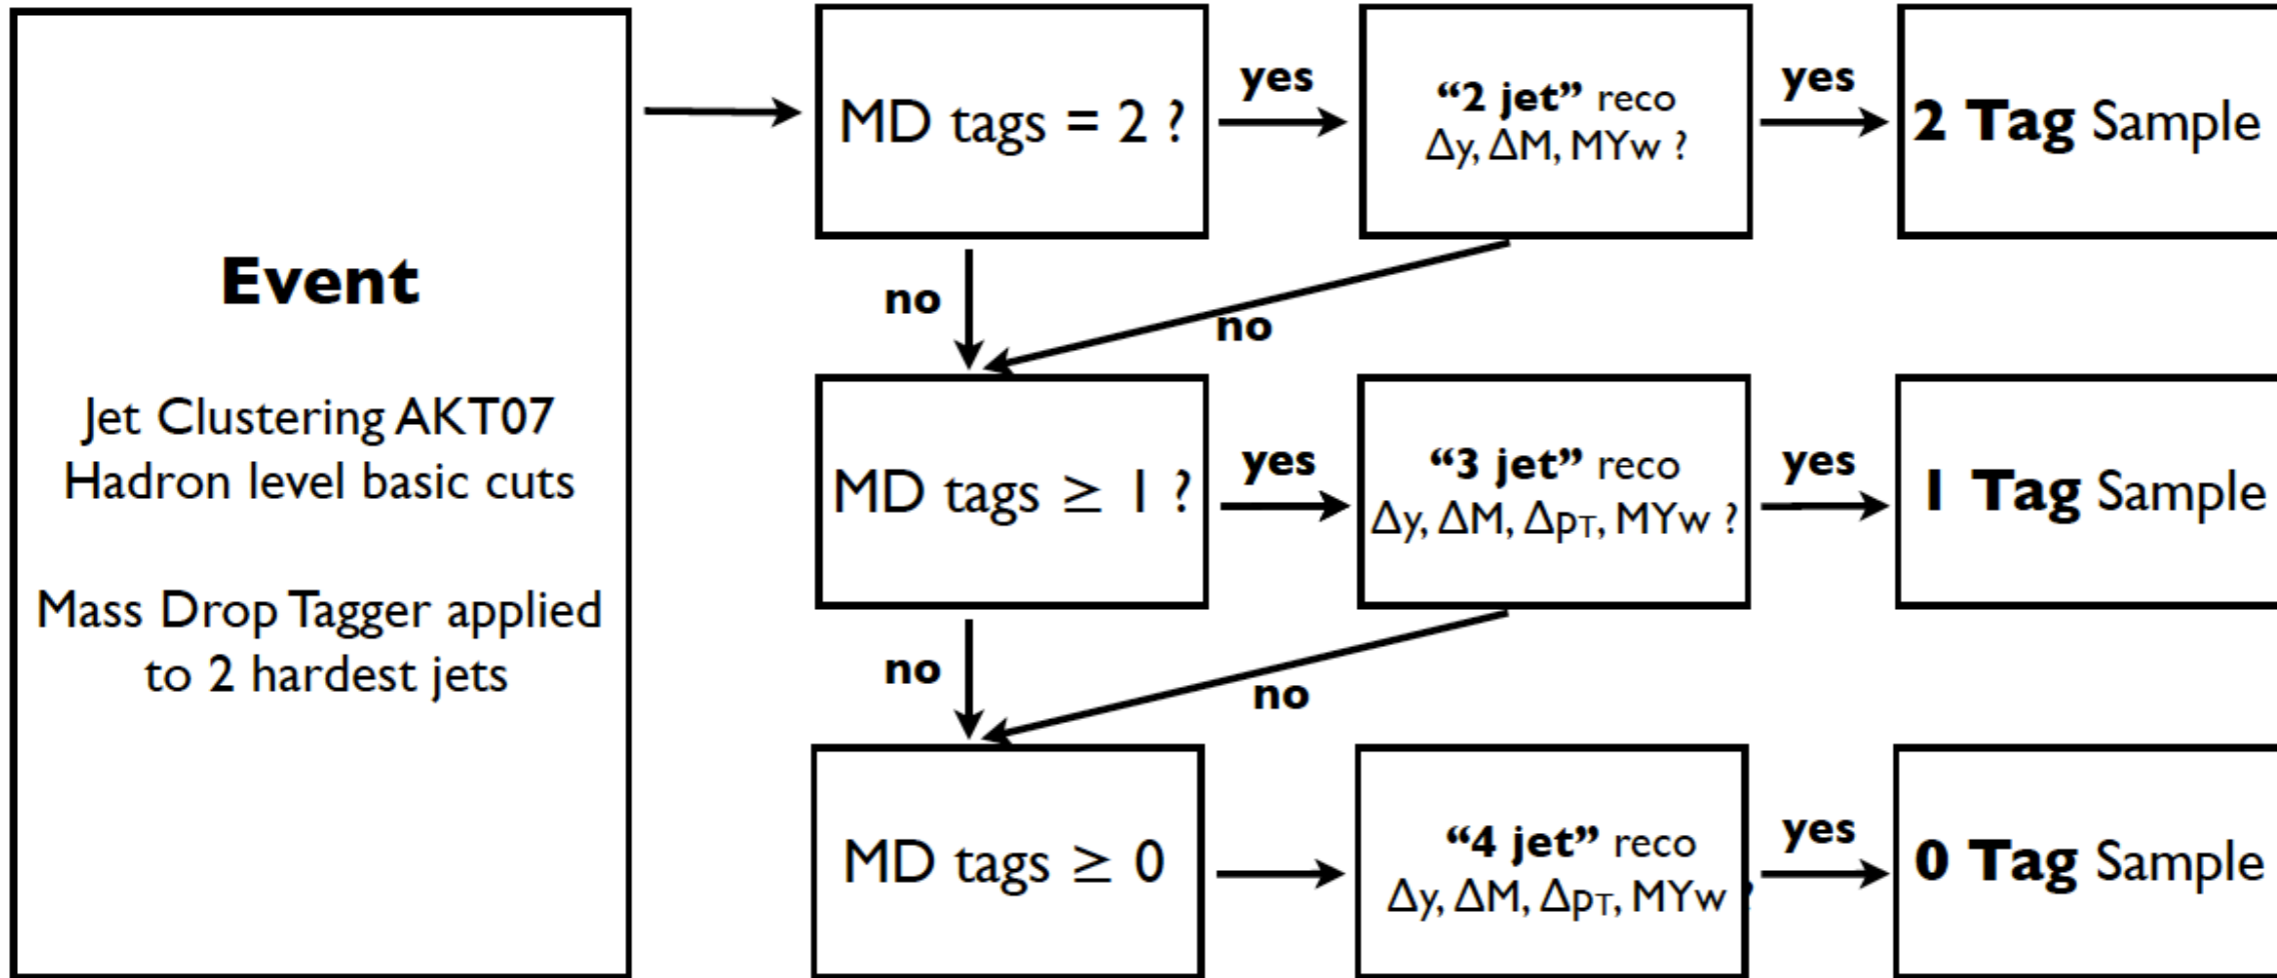 Event
Jet Clustering AKT07
Hadron level basic cuts
Mass Drop Tagger applied
to 2 hardest jets
MD tags = 2 ?
yes
“2 jet” reco
Δy, ΔM, MYw ?
yes
2 Tag Sample
no
no
MD tags ≥ 1 ?
yes
“3 jet” reco
Δy, ΔM, ΔpT, MYw ?
yes
1 Tag Sample
no
no
MD tags ≥ 0
“4 jet” reco
Δy, ΔM, ΔpT, MYw ?
yes
0 Tag Sample